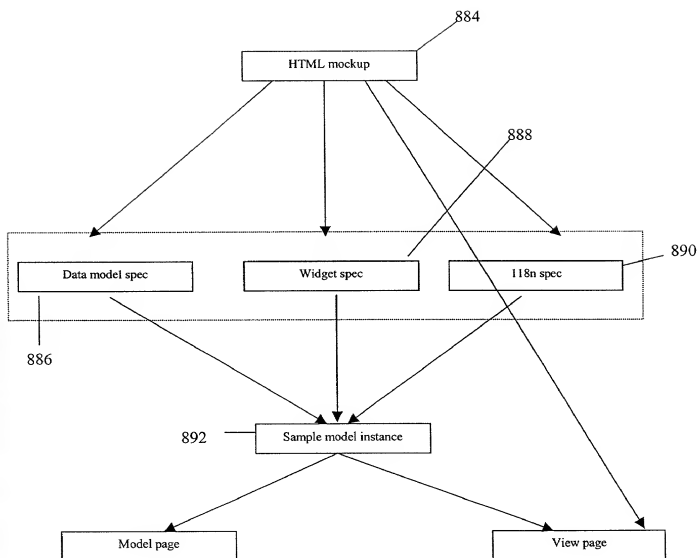 884
HTML mockup
888
890
Data model spec
Widget spec
118n spec
886
892
Sample model instance
Model page
View page